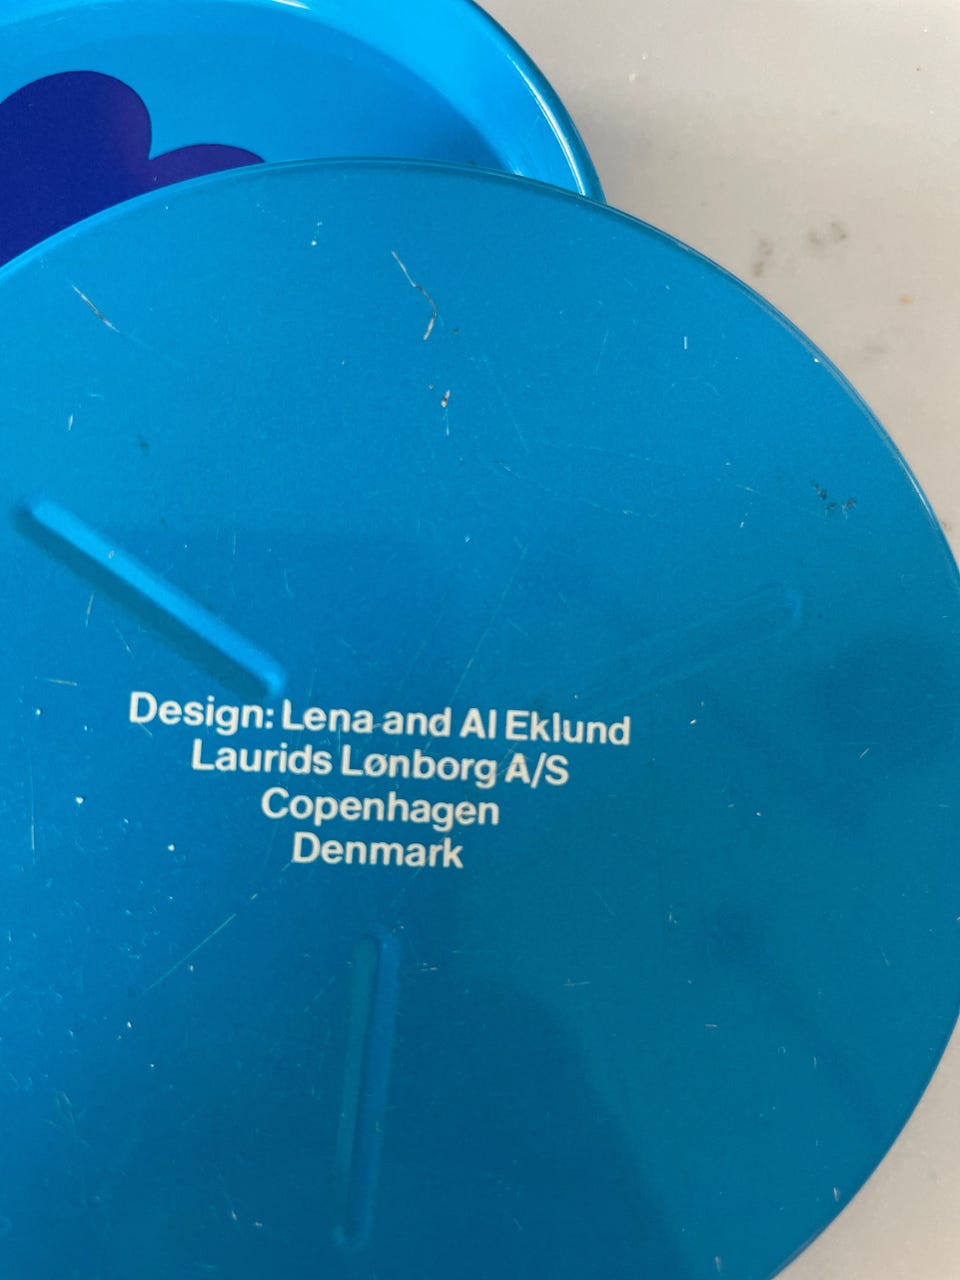 Design: Lena and Al Eklund
Laurids Lønborg A/S
Copenhagen
Denmark